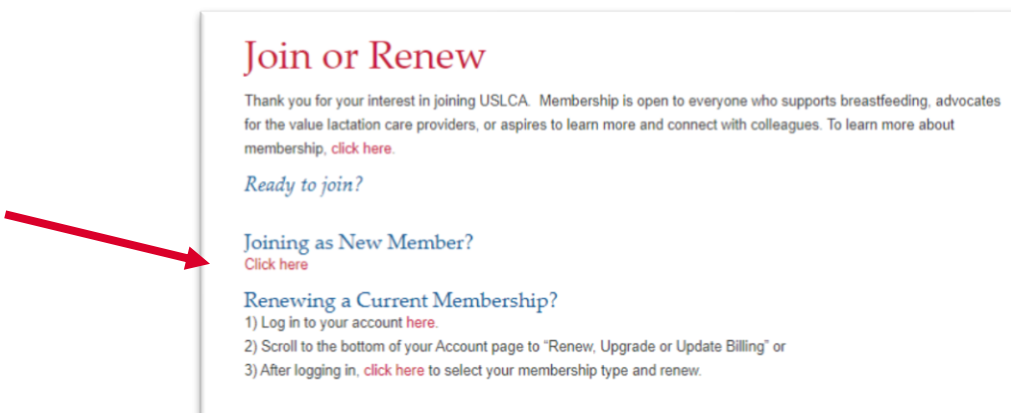 Join or Renew
Thank you for your interest in joining USLCA.  Membership is open to everyone who supports breastfeeding, advocates
for the value lactation care providers, or aspires to learn more and connect with colleagues. To learn more about
membership, click here.
Ready to join?
Joining as New Member?
Click here
Renewing a Current Membership?
1) Log in to your account here.
2) Scroll to the bottom of your Account page to “Renew, Upgrade or Update Billing” or
3) After logging in, click here to select your membership type and renew.